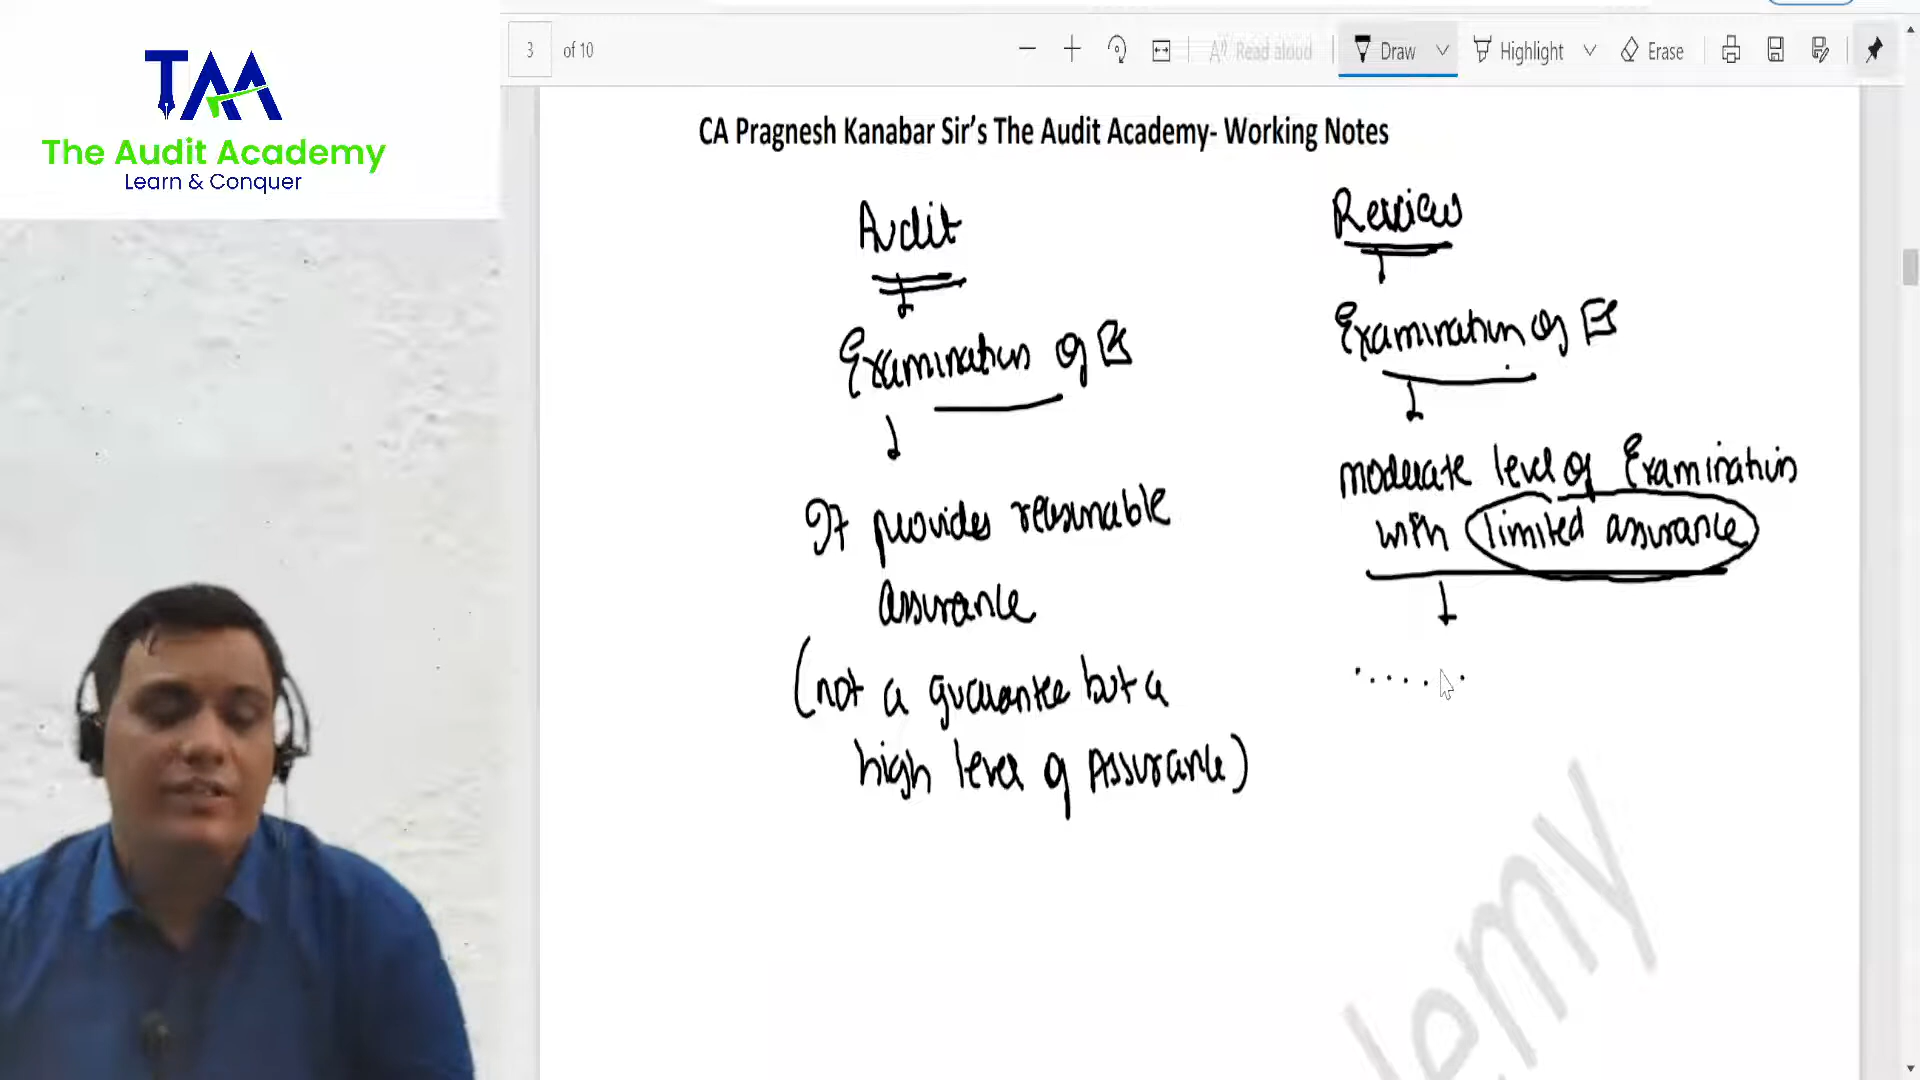 TAA
The Audit Academy
Learn & Conquer
3 of 10
Read aloud
Draw
Highlight
Erase
CA Pragnesh Kanabar Sir's The Audit Academy- Working Notes
Audit
Examination of FS
It provides reasonable
assurance
(not a guarantee but a
high level of Assurance)
Review
Examination of FS
moderate level of Examination
with limited assurance
demy